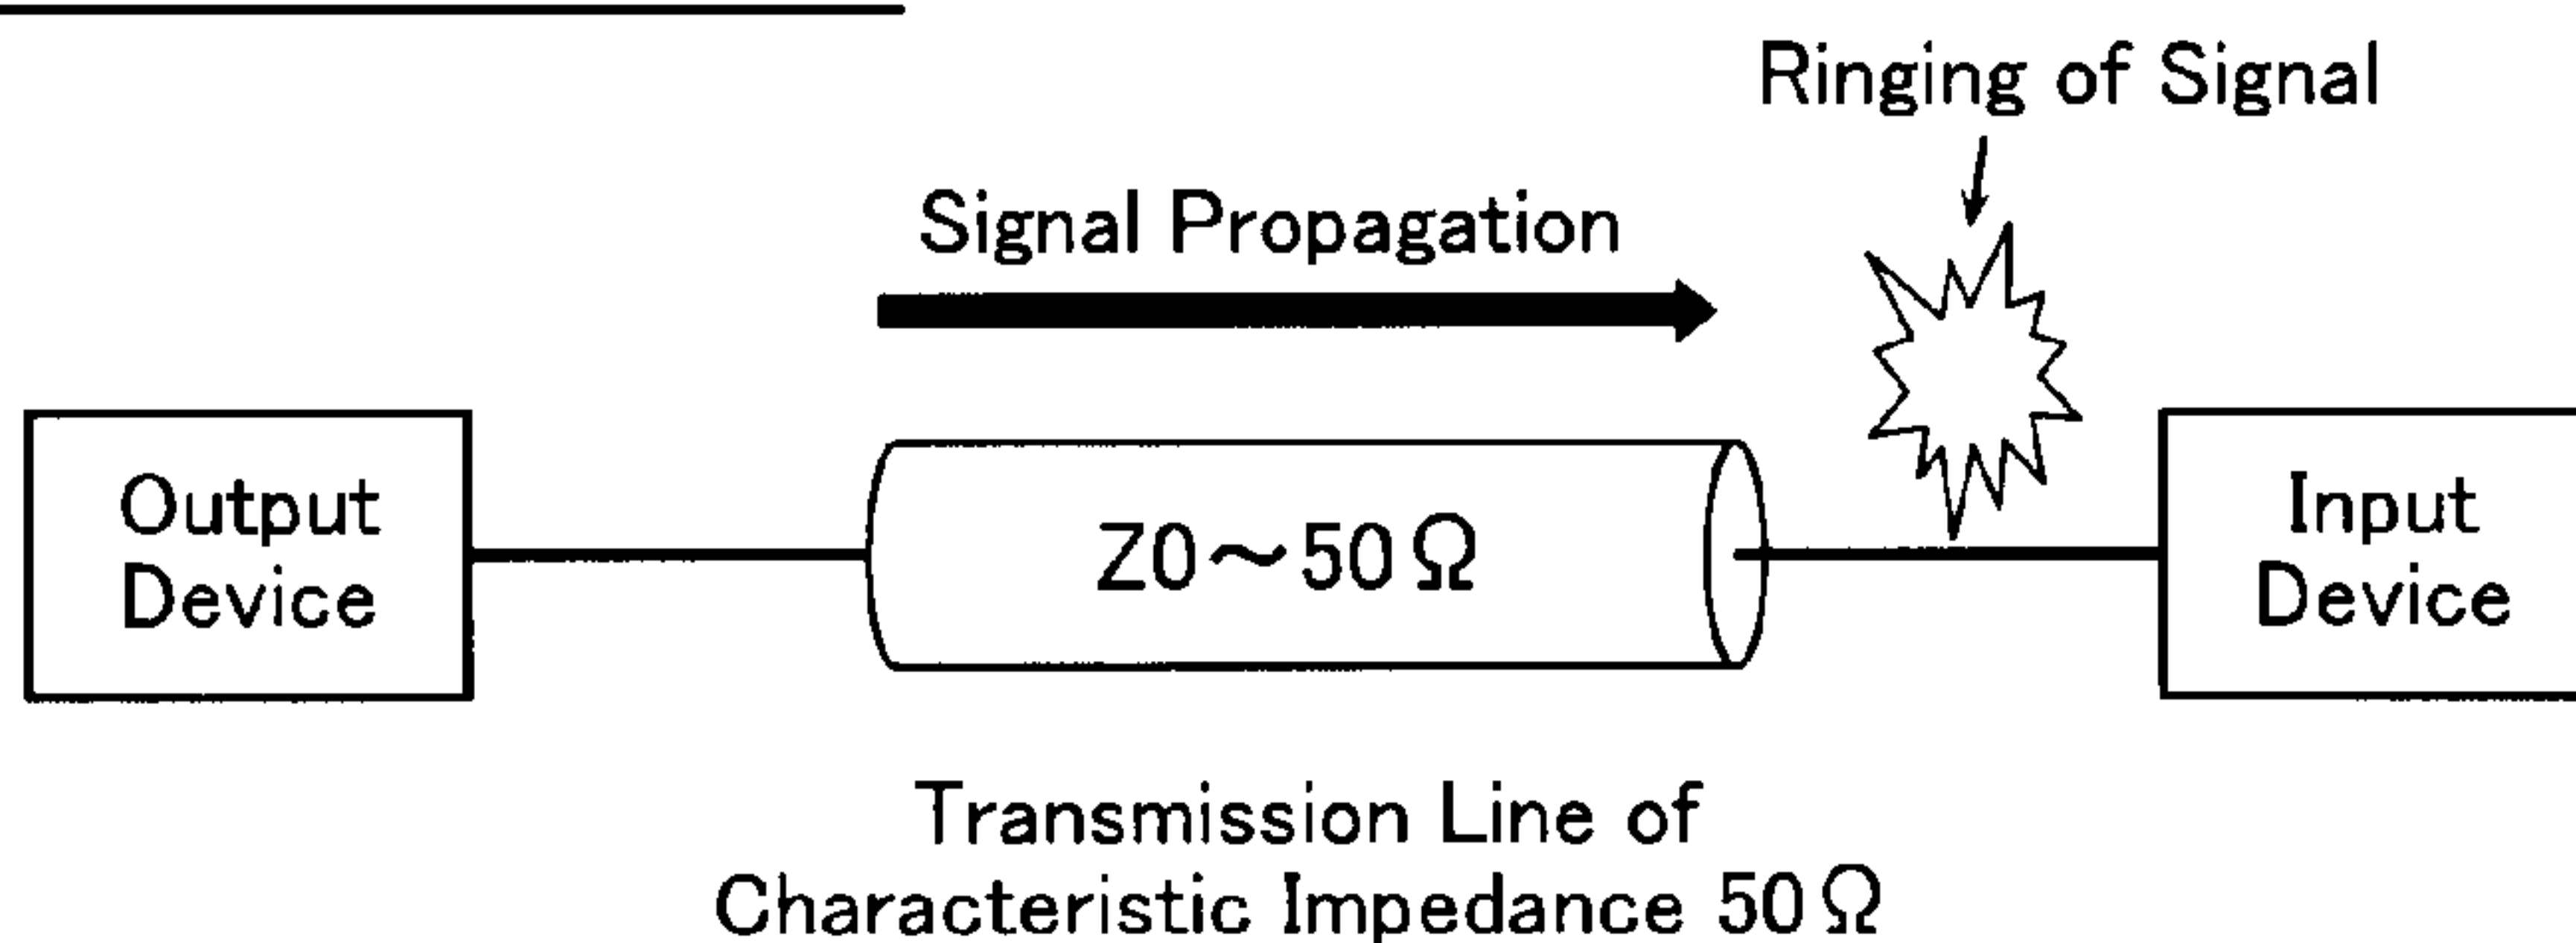 Ringing of Signal
Signal Propagation
Output
Device
Z0～50Ω
Input
Device
Transmission Line of
Characteristic Impedance 50Ω